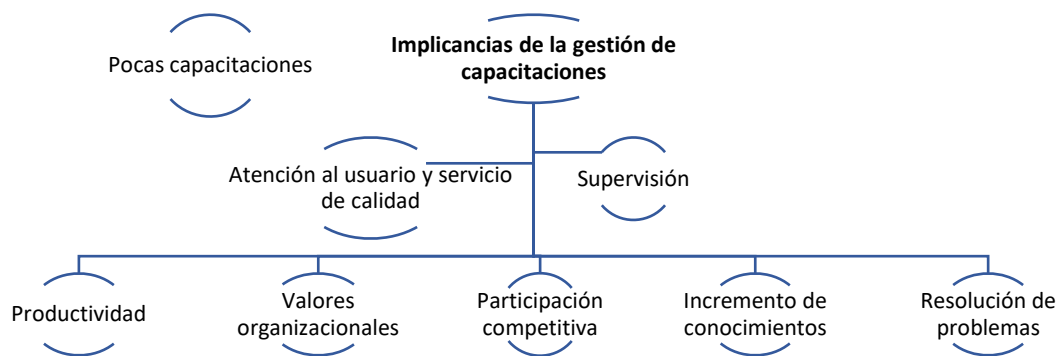 Pocas capacitaciones
Implicancias de la gestión de
capacitaciones
Atención al usuario y servicio
de calidad
Supervisión
Productividad
Valores
organizacionales
Participación
competitiva
Incremento de
conocimientos
Resolución de
problemas